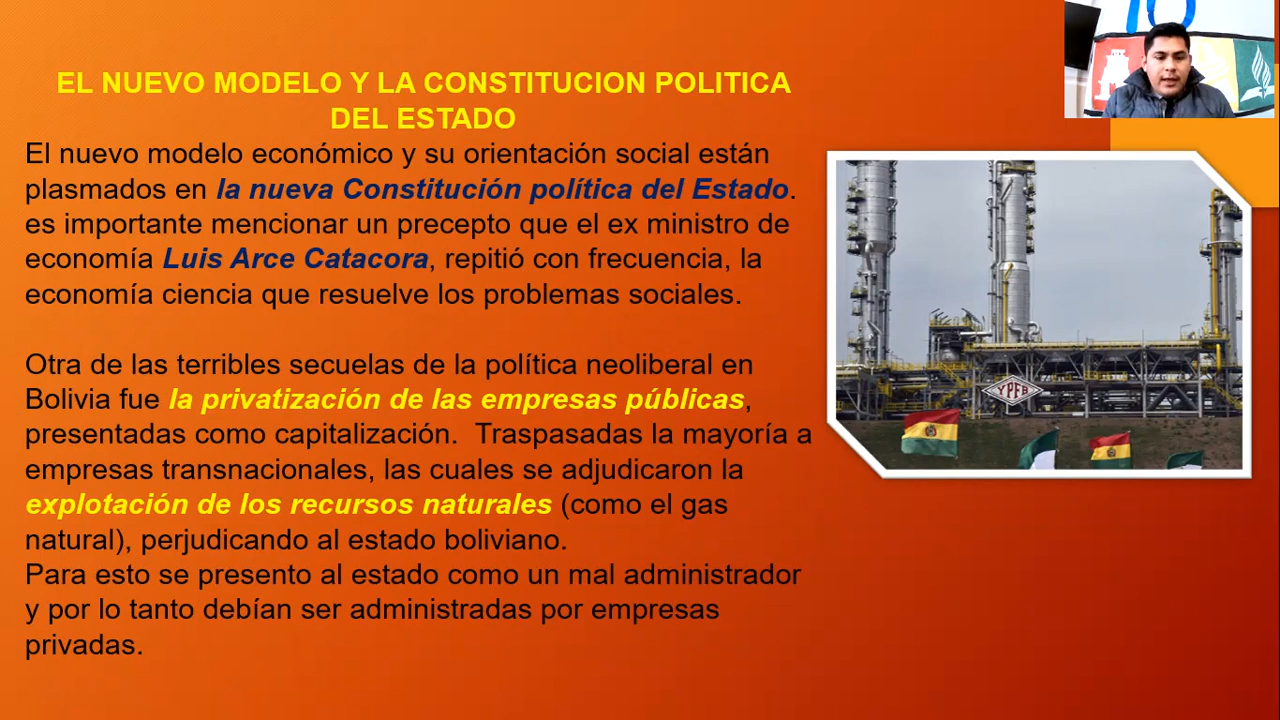 EL NUEVO MODELO Y LA CONSTITUCION POLITICA
DEL ESTADO
El nuevo modelo económico y su orientación social están
plasmados en la nueva Constitución política del Estado.
es importante mencionar un precepto que el ex ministro de
economía Luis Arce Catacora, repitió con frecuencia, la
economía ciencia que resuelve los problemas sociales.
Otra de las terribles secuelas de la política neoliberal en
Bolivia fue la privatización de las empresas públicas,
presentadas como capitalización. Traspasadas la mayoría a
empresas transnacionales, las cuales se adjudicaron la
explotación de los recursos naturales (como el gas
natural), perjudicando al estado boliviano.
Para esto se presento al estado como un mal administrador
y por lo tanto debían ser administradas por empresas
privadas.
YPFB